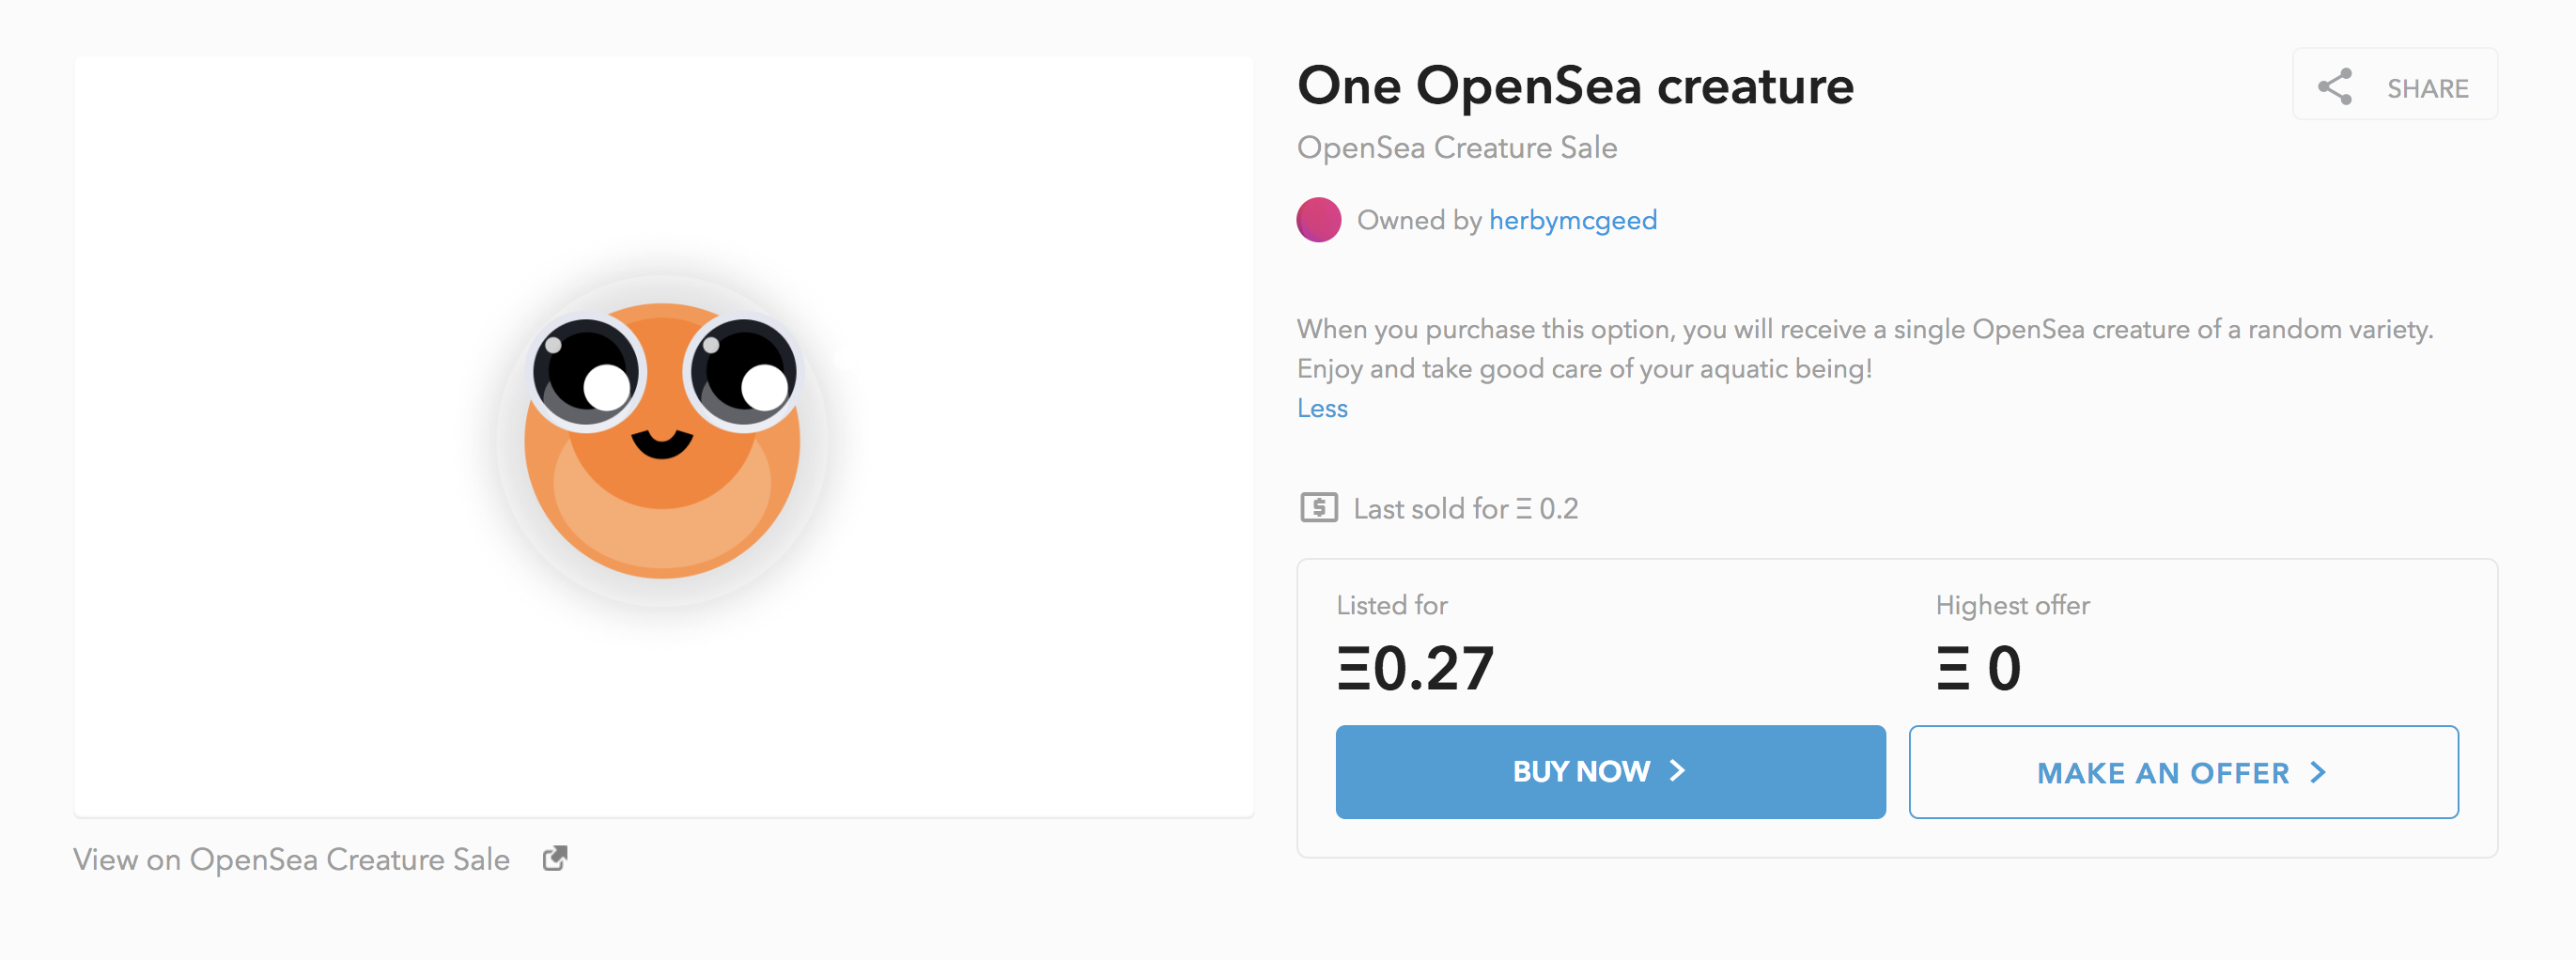 One OpenSea creature
SHARE
OpenSea Creature Sale
Owned by herbymcgeed
When you purchase this option, you will receive a single OpenSea creature of a random variety.
Enjoy and take good care of your aquatic being!
Less
$ Last sold for Ξ 0.2
Listed for
Ξ0.27
Highest offer
Ξ 0
BUY NOW
MAKE AN OFFER
View on OpenSea Creature Sale